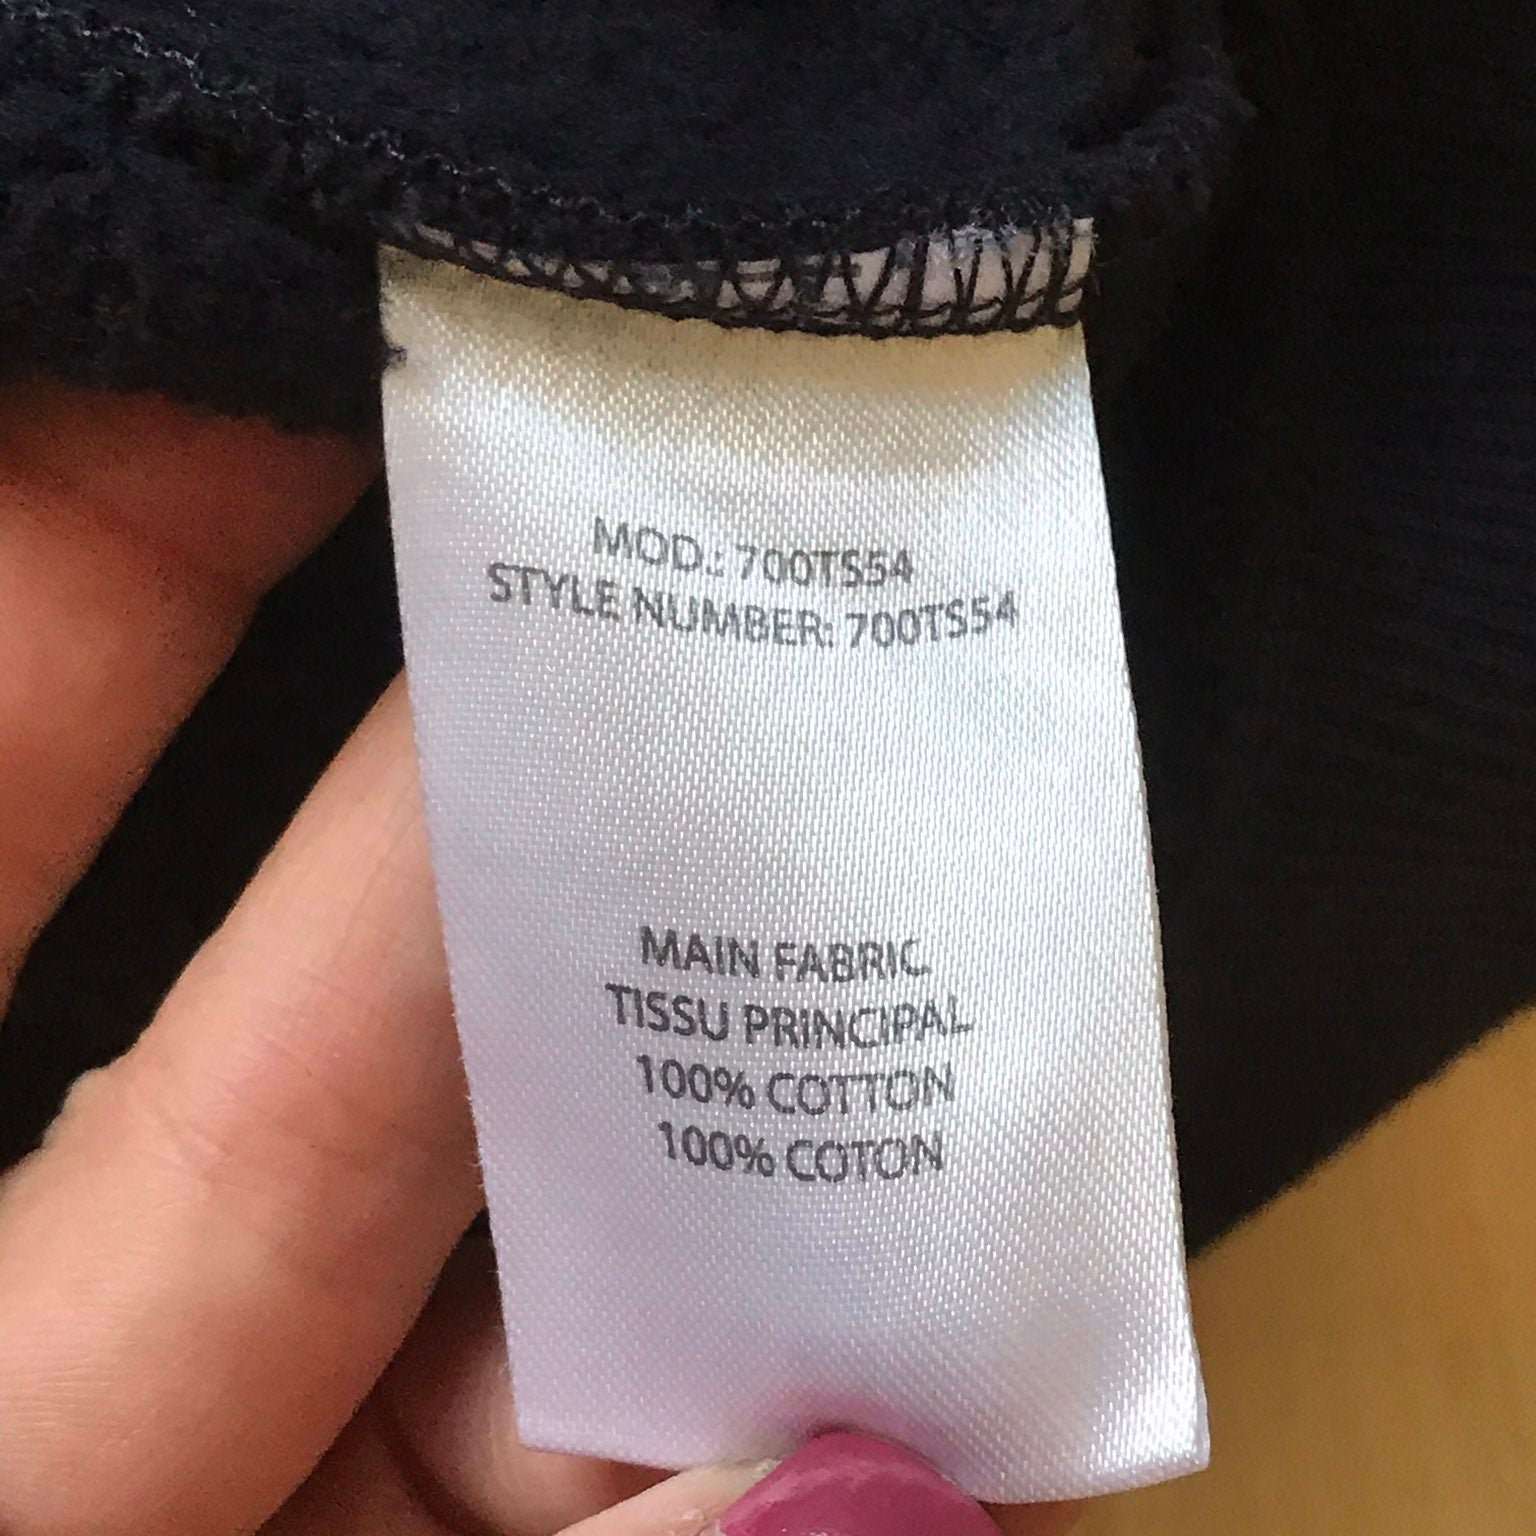 MOD.: 700TS54
STYLE NUMBER: 700TS54
MAIN FABRIC
TISSU PRINCIPAL
100% COTTON
100% COTON